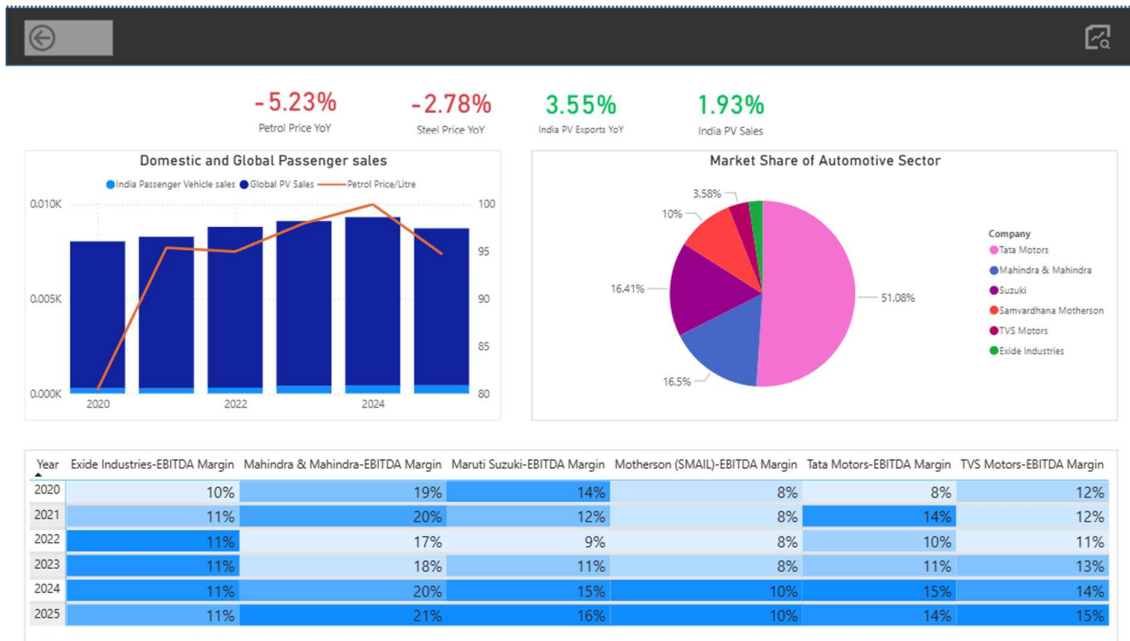 -5.23%
Petrol Price YoY
-2.78%
Steel Price YoY
3.55%
India PV Exports YoY
1.93%
India PV Sales
Domestic and Global Passenger sales
India Passenger Vehicle sales Global PV Sales Petrol Price/Litre
0.010K
0.005K
0.000K
100
95
90
85
80
2020 2022 2024
Market Share of Automotive Sector
3.58%
10%
16.41%
16.5%
51.08%
Company
Tata Motors
Mahindra & Mahindra
Suzuki
Samvardhana Motherson
TVS Motors
Exide Industries
Year Exide Industries-EBITDA Margin Mahindra & Mahindra-EBITDA Margin Maruti Suzuki-EBITDA Margin Motherson (SMAIL)-EBITDA Margin Tata Motors-EBITDA Margin TVS Motors-EBITDA Margin
2020 10% 19% 14% 8% 8% 12%
2021 11% 20% 12% 8% 14% 12%
2022 11% 17% 9% 8% 10% 11%
2023 11% 18% 11% 8% 11% 13%
2024 11% 20% 15% 10% 15% 14%
2025 11% 21% 16% 10% 14% 15%